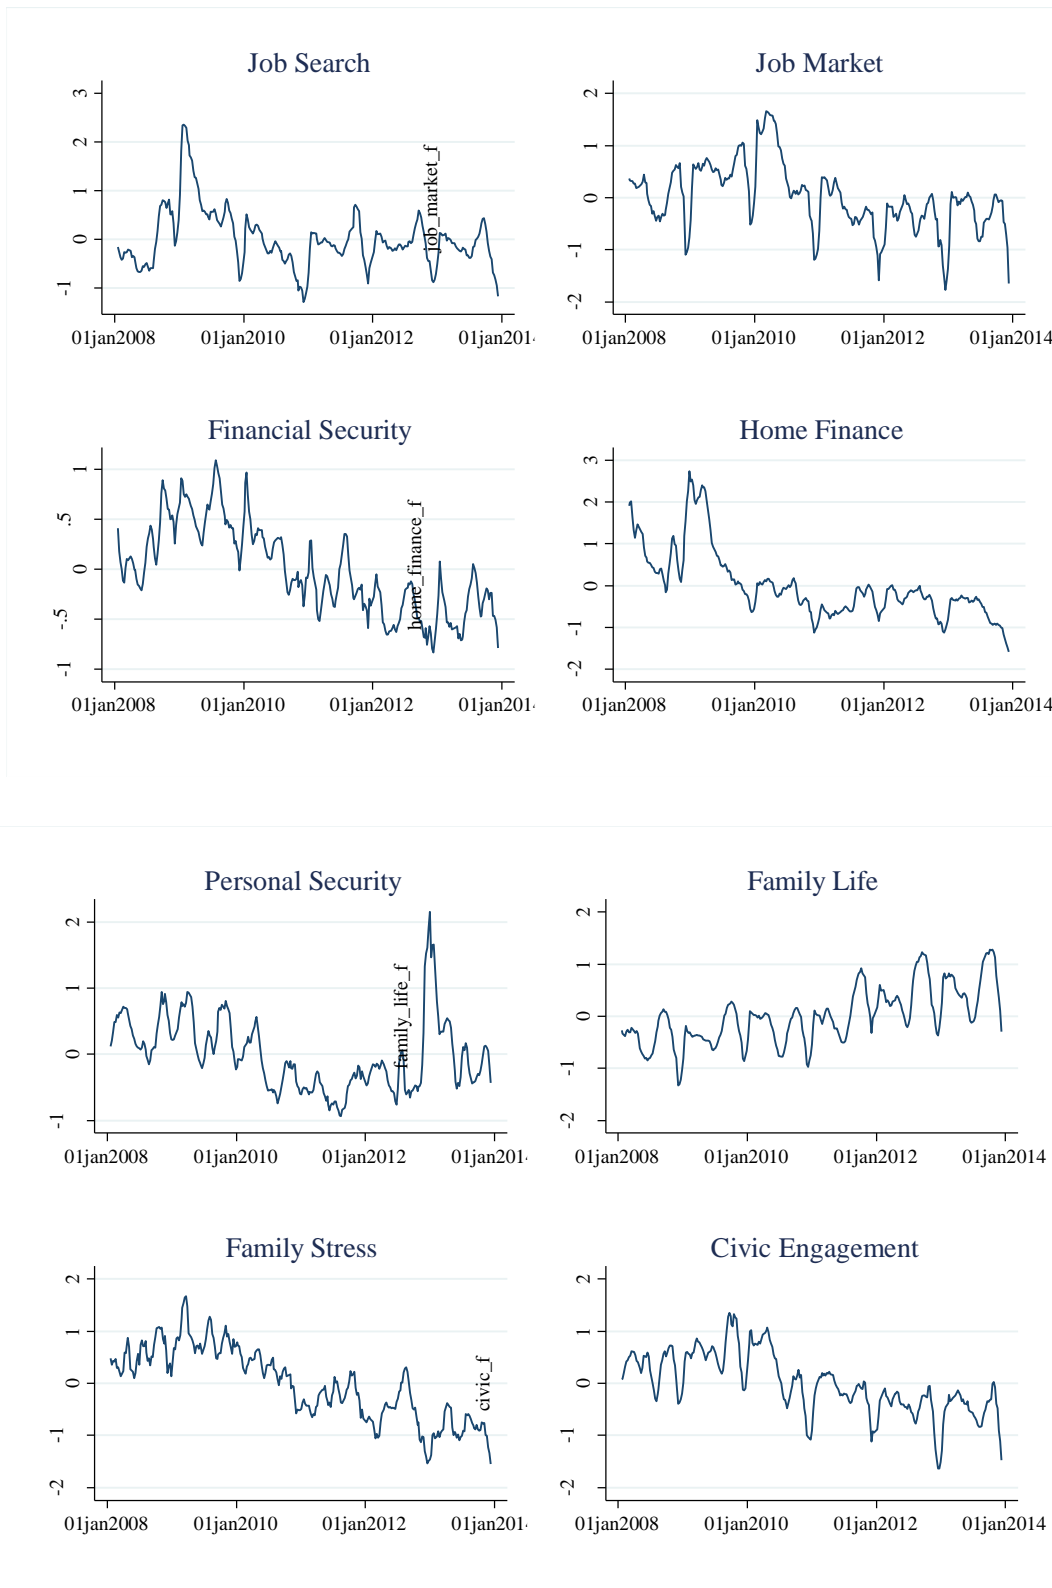 Job Search
3
2
1
0
-1
job_market_f
01jan2008 01jan2010 01jan2012 01jan2014
Job Market
2
1
0
-1
-2
01jan2008 01jan2010 01jan2012 01jan2014
Financial Security
1
.5
0
-.5
-1
home_finance_f
01jan2008 01jan2010 01jan2012 01jan2014
Home Finance
3
2
1
0
-1
-2
01jan2008 01jan2010 01jan2012 01jan2014
Personal Security
2
1
0
-1
family_life_f
01jan2008 01jan2010 01jan2012 01jan201
Family Life
2
1
0
-1
-2
01jan2008 01jan2010 01jan2012 01jan2014
Family Stress
2
1
0
-1
-2
civic_f
01jan2008 01jan2010 01jan2012 01jan201
Civic Engagement
2
1
0
-1
-2
01jan2008 01jan2010 01jan2012 01jan2014